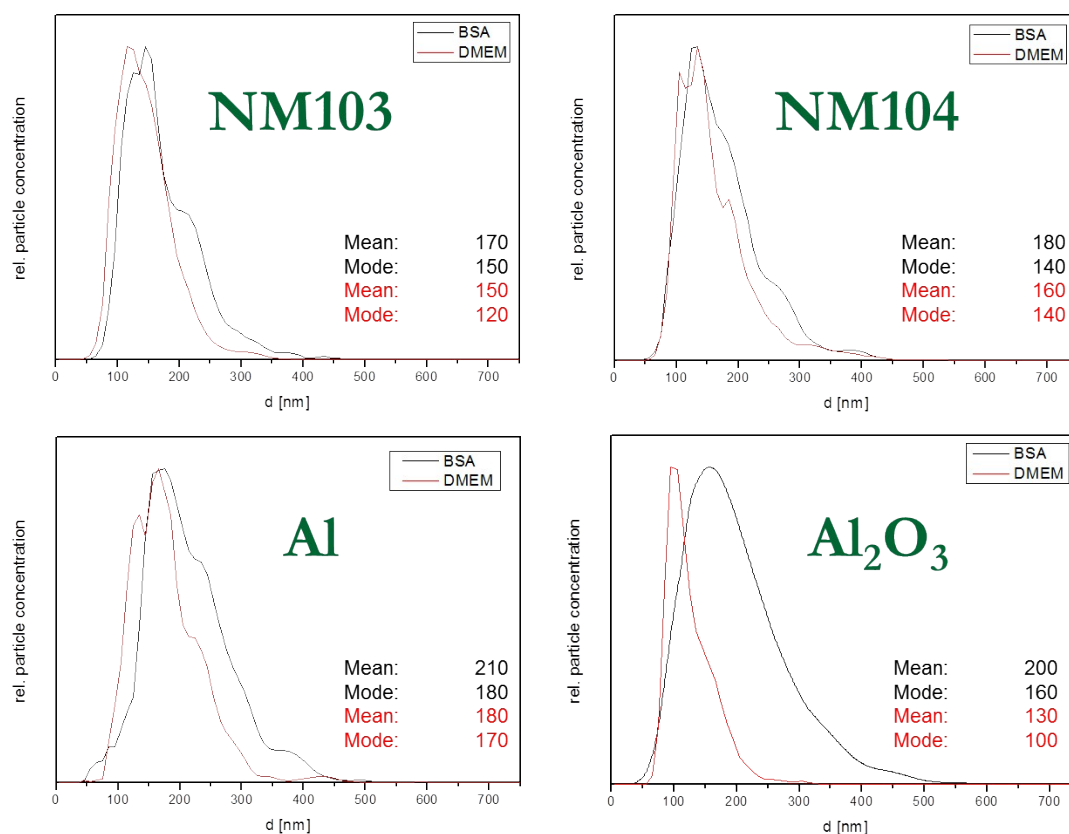 BSA
DMEM
NM103
rel. particle concentration
Mean: 170
Mode: 150
Mean: 150
Mode: 120
0 100 200 300 400 500 600 700
d [nm]
BSA
DMEM
NM104
rel. particle concentration
Mean: 180
Mode: 140
Mean: 160
Mode: 140
0 100 200 300 400 500 600 700
d [nm]
BSA
DMEM
Al
rel. particle concentration
Mean: 210
Mode: 180
Mean: 180
Mode: 170
0 100 200 300 400 500 600 700
d [nm]
BSA
DMEM
Al₂O₃
rel. particle concentration
Mean: 200
Mode: 160
Mean: 130
Mode: 100
0 100 200 300 400 500 600 700
d [nm]